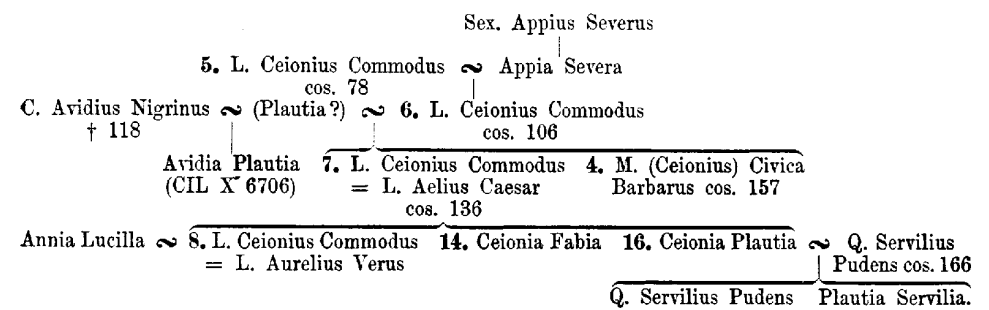 Sex. Appius Severus
5. L. Ceionius Commodus ∾ Appia Severa
cos. 78
C. Avidius Nigrinus ∾ (Plautia?) ∾ 6. L. Ceionius Commodus
† 118 cos. 106
Avidia Plautia 7. L. Ceionius Commodus 4. M. (Ceionius) Civica
(CIL X 6706) = L. Aelius Caesar Barbarus cos. 157
cos. 136
Annia Lucilla ∾ 8. L. Ceionius Commodus 14. Ceionia Fabia 16. Ceionia Plautia ∾ Q. Servilius
= L. Aurelius Verus Pudens cos. 166
Q. Servilius Pudens Plautia Servilia.